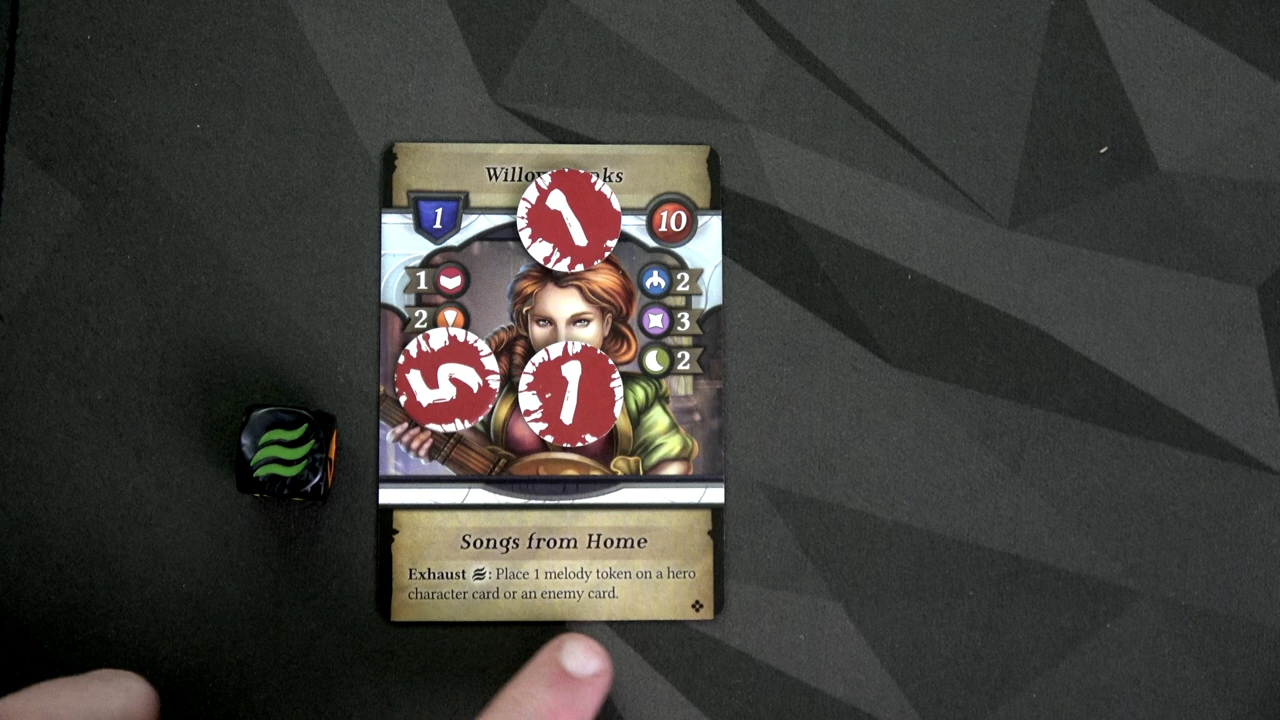 1
1 10
1 2
2 3
5 1 2
Songs from Home
Exhaust : Place 1 melody token on a hero
character card or an enemy card.